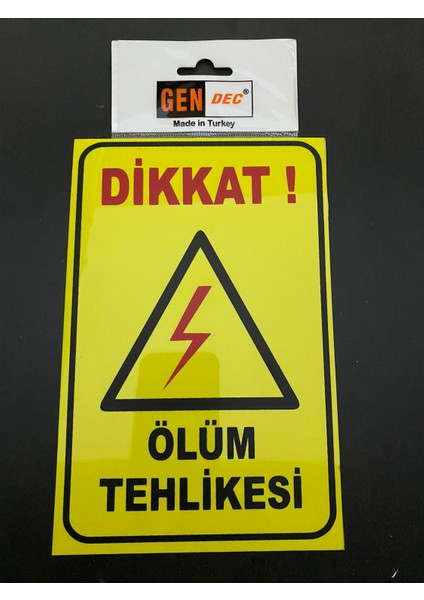 GEN DEC®
Made in Turkey
DİKKAT !
ÖLÜM
TEHLİKESİ